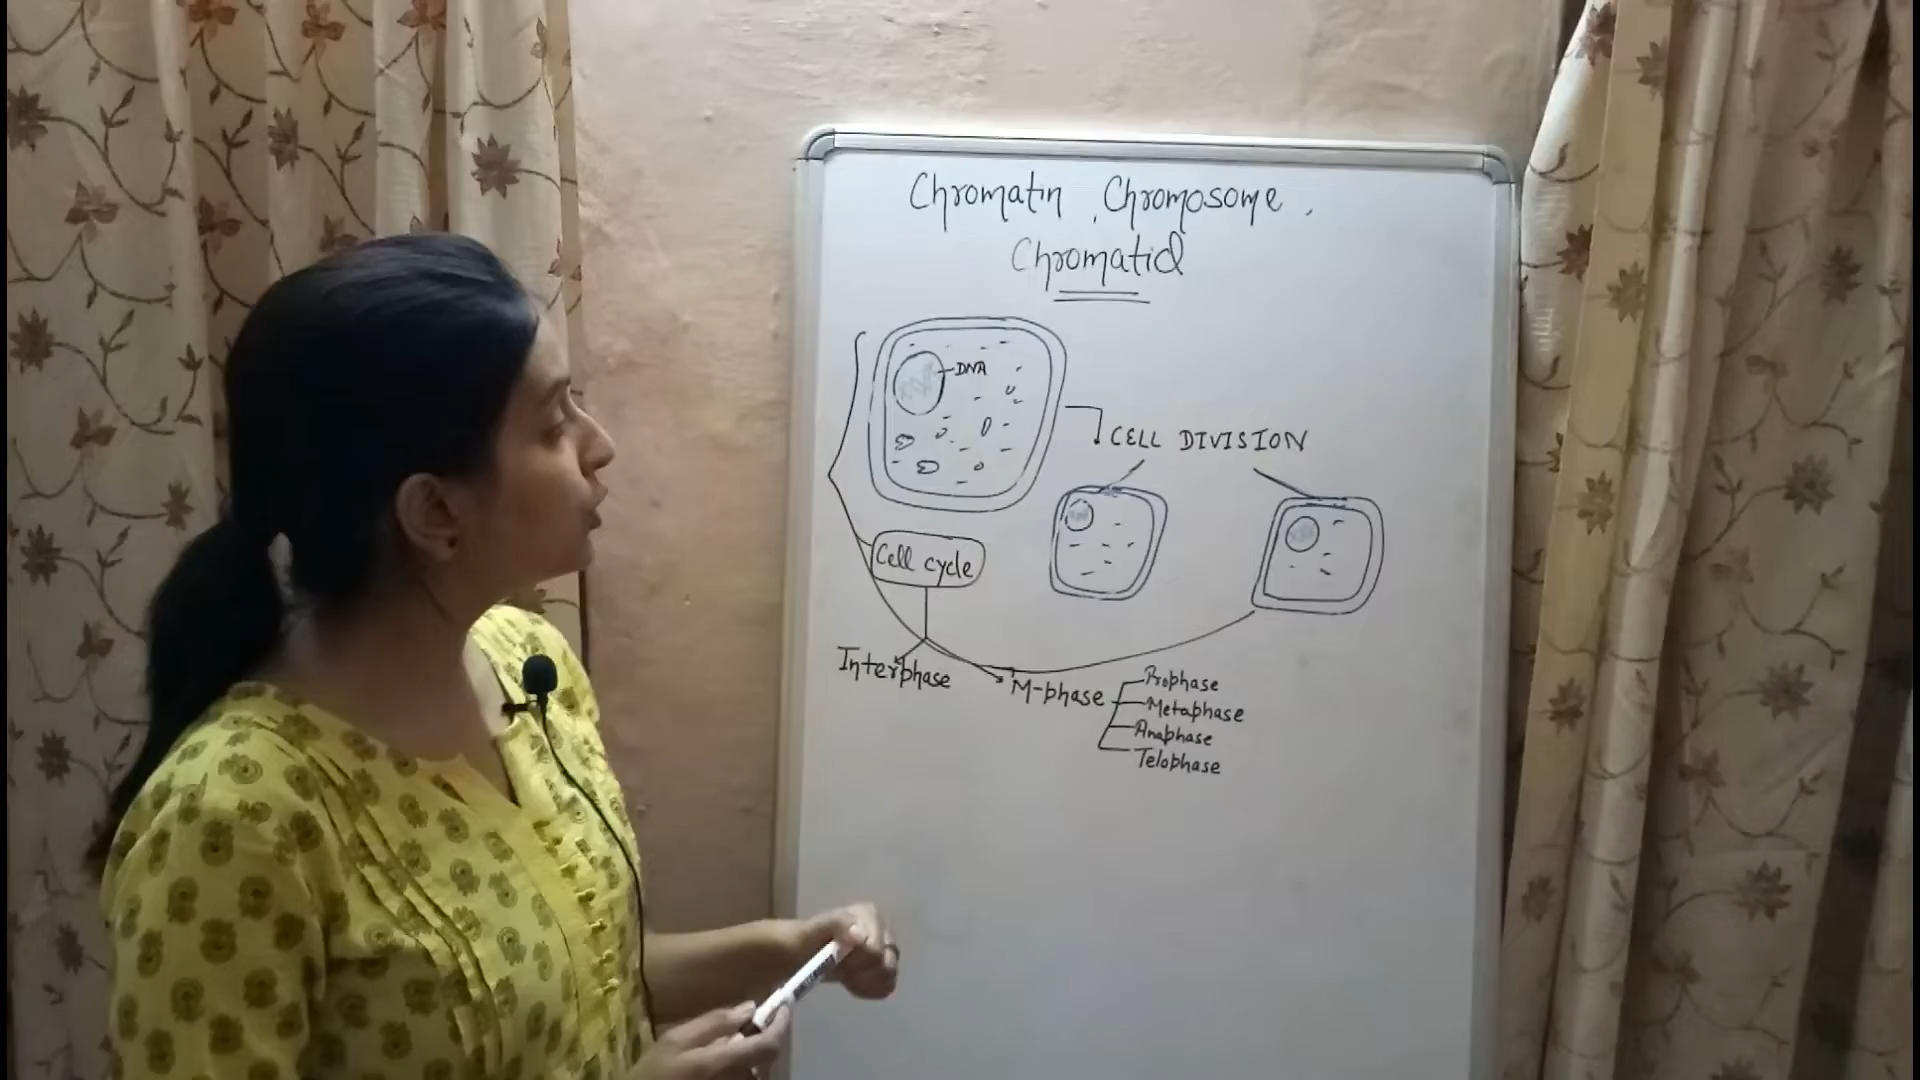 Chromatin, Chromosome,
Chromatid
DNA
CELL DIVISION
Cell cycle
Interphase
M-phase
Prophase
Metaphase
Anaphase
Telophase